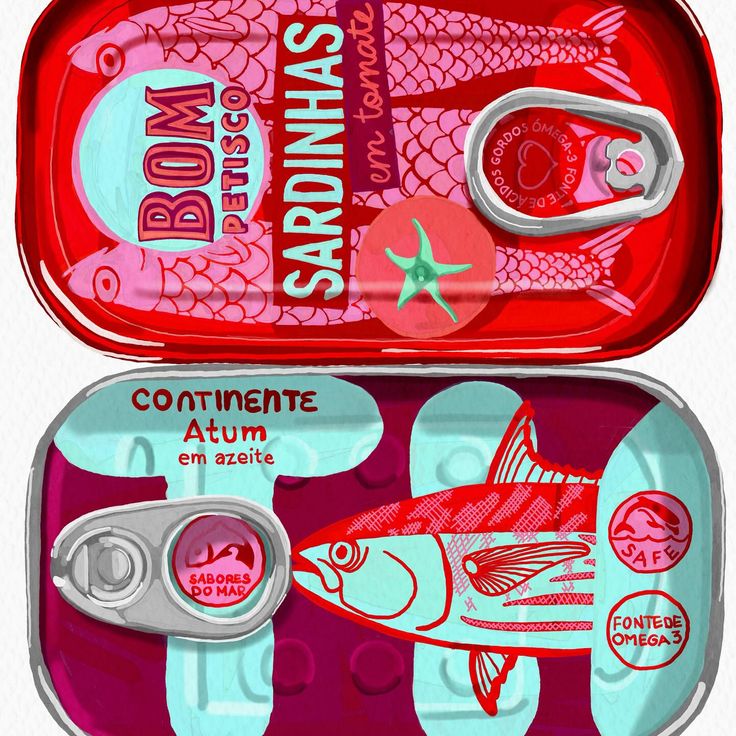 BOM
PETISCO
SARDINHAS
em tomate
FONTE DE ÁCIDOS GORDOS ÓMEGA-3
CONTINENTE
Atum
em azeite
SABORES
DO MAR
SAFE
FONTE DE
ÓMEGA 3